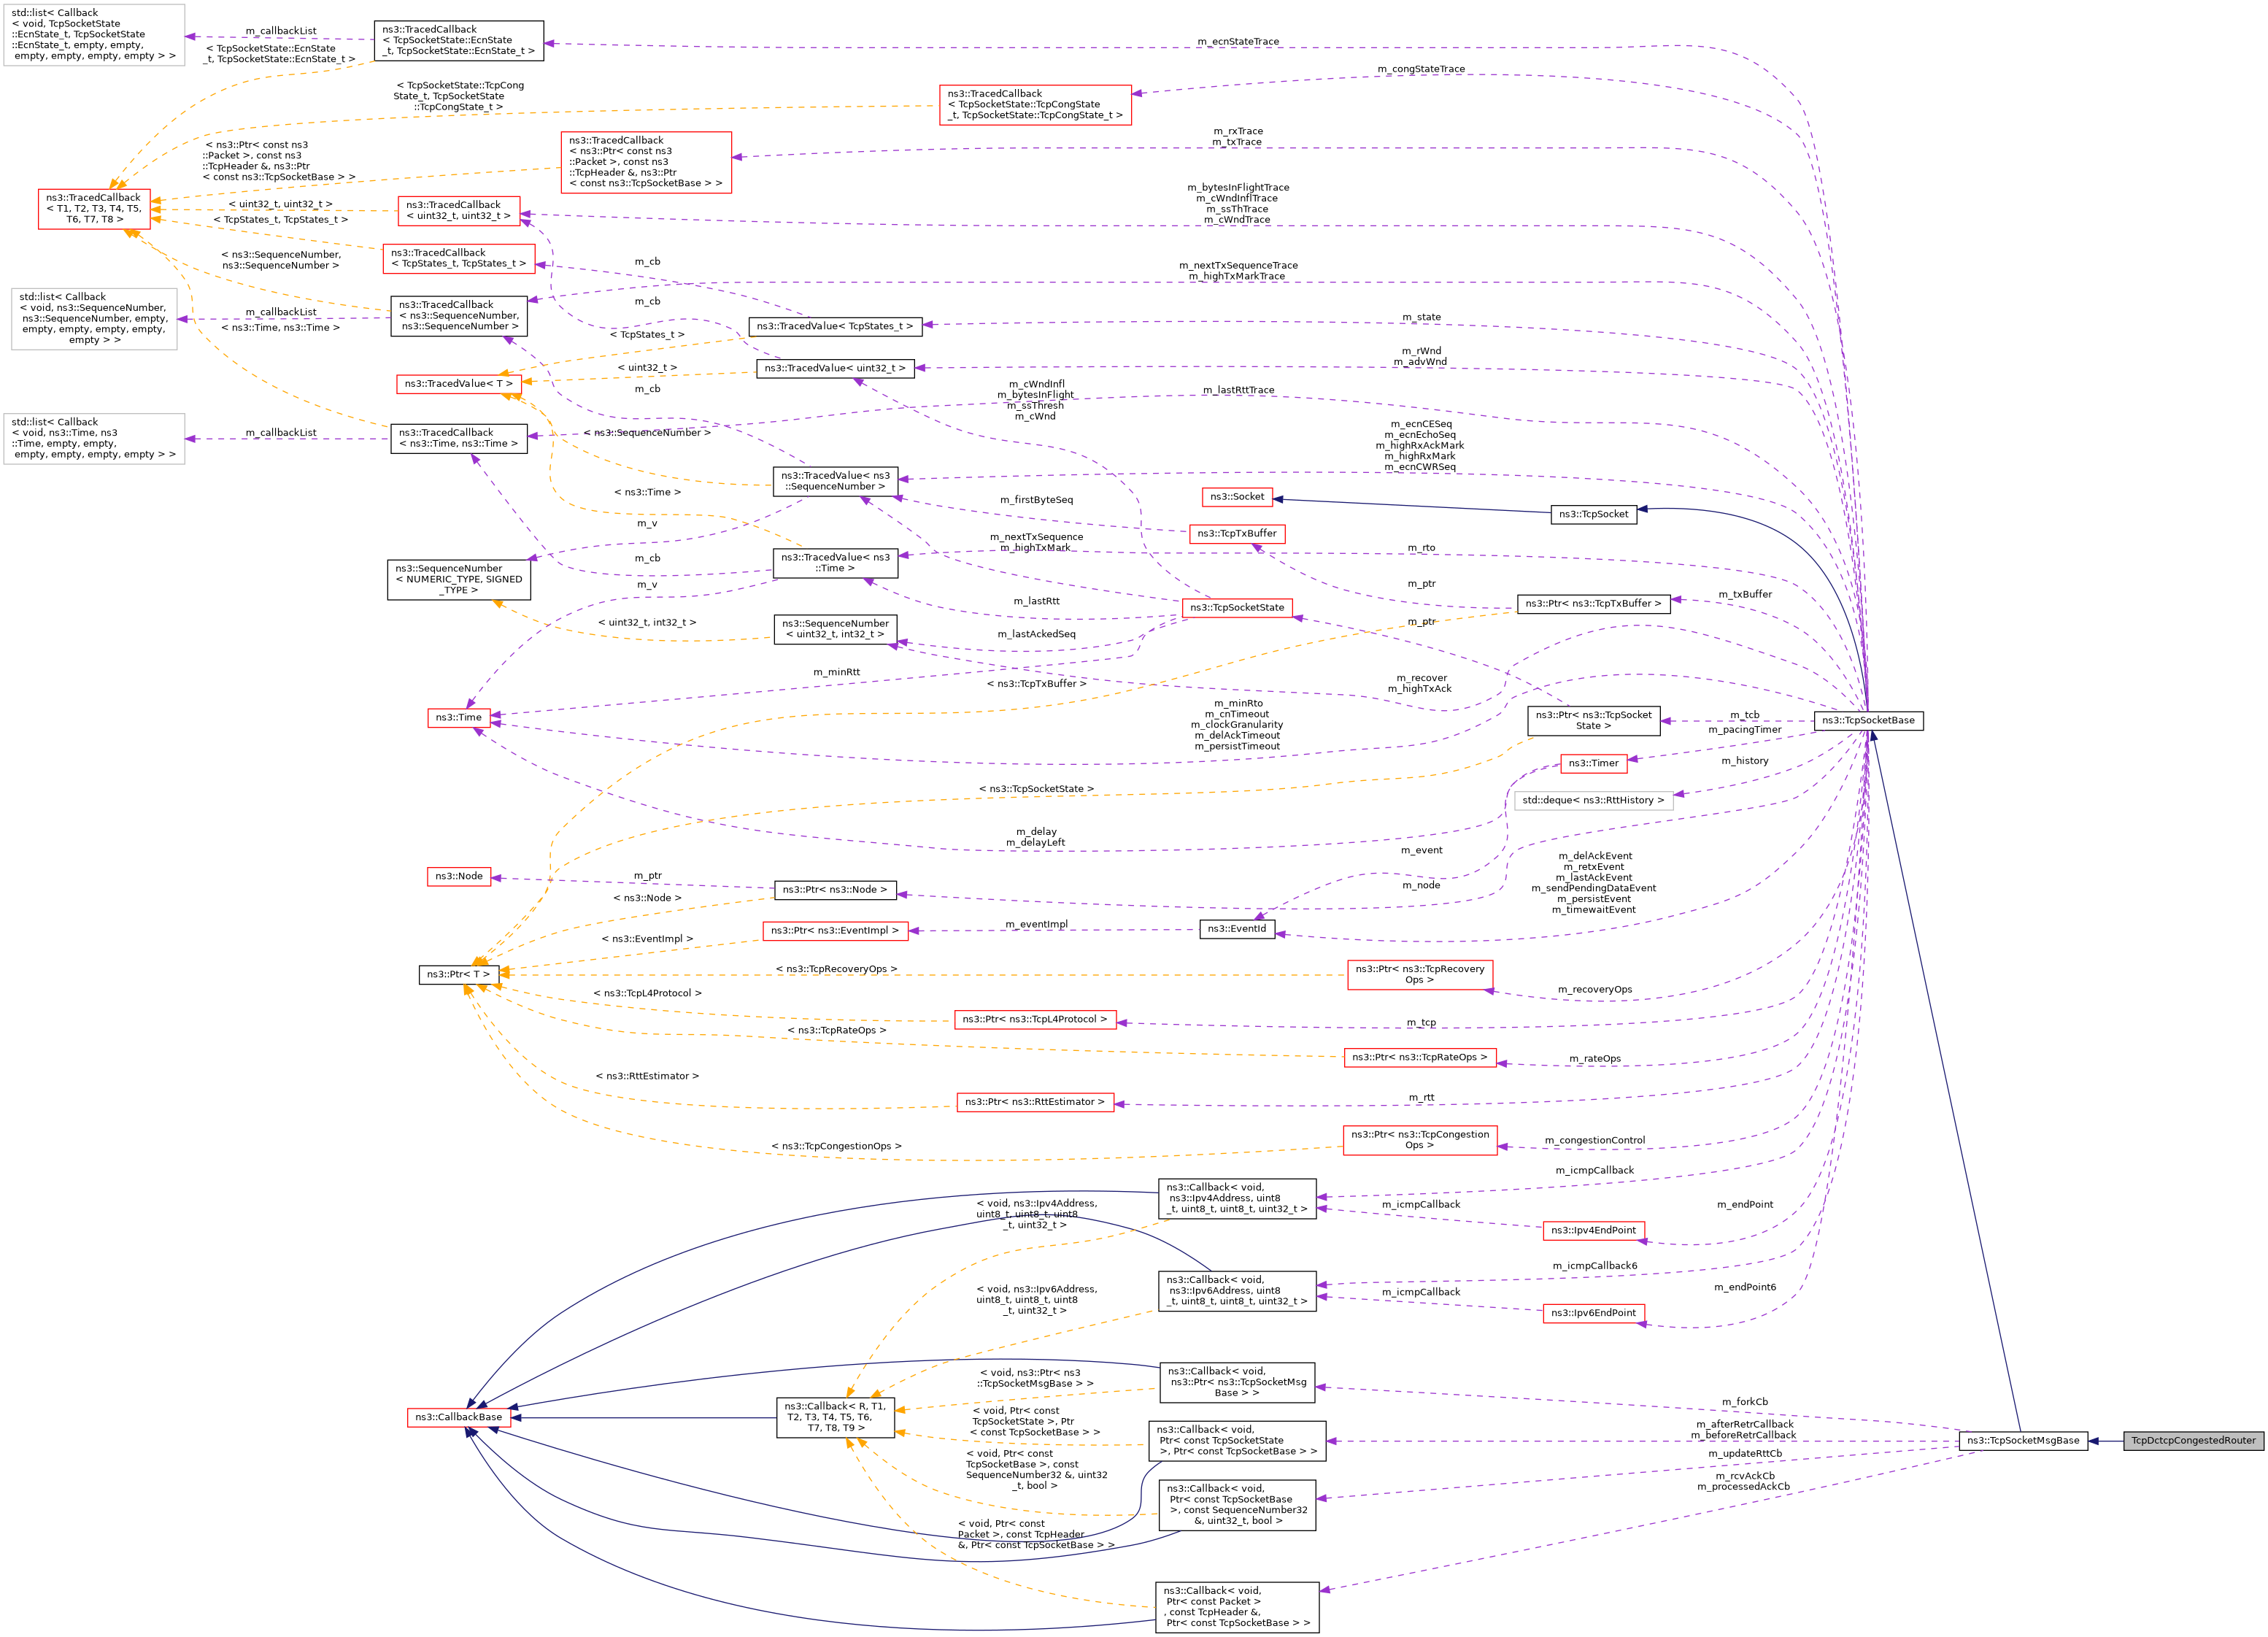 std::list< Callback
< void, TcpSocketState
::EcnState_t, TcpSocketState
::EcnState_t, empty, empty,
empty, empty, empty, empty > >
m_callbackList
ns3::TracedCallback
< TcpSocketState::EcnState
_t, TcpSocketState::EcnState_t >
< TcpSocketState::EcnState
_t, TcpSocketState::EcnState_t >
m_ecnStateTrace
m_congStateTrace
< TcpSocketState::TcpCong
State_t, TcpSocketState
::TcpCongState_t >
ns3::TracedCallback
< TcpSocketState::TcpCongState
_t, TcpSocketState::TcpCongState_t >
< ns3::Ptr< const ns3
::Packet >, const ns3
::TcpHeader &, ns3::Ptr
< const ns3::TcpSocketBase > >
ns3::TracedCallback
< ns3::Ptr< const ns3
::Packet >, const ns3
::TcpHeader &, ns3::Ptr
< const ns3::TcpSocketBase > >
m_rxTrace
m_txTrace
ns3::TracedCallback
< T1, T2, T3, T4, T5,
T6, T7, T8 >
< uint32_t, uint32_t >
ns3::TracedCallback
< uint32_t, uint32_t >
m_bytesInFlightTrace
m_cWndInflTrace
m_ssThTrace
m_cWndTrace
< TcpStates_t, TcpStates_t >
ns3::TracedCallback
< TcpStates_t, TcpStates_t >
m_cb
< ns3::SequenceNumber,
ns3::SequenceNumber >
m_nextTxSequenceTrace
m_highTxMarkTrace
std::list< Callback
< void, ns3::SequenceNumber,
ns3::SequenceNumber, empty,
empty, empty, empty, empty,
empty > >
m_callbackList
ns3::TracedCallback
< ns3::SequenceNumber,
ns3::SequenceNumber >
m_cb
< ns3::Time, ns3::Time >
ns3::TracedValue< TcpStates_t >
m_state
< TcpStates_t >
ns3::TracedValue< uint32_t >
m_rWnd
m_advWnd
< uint32_t >
ns3::TracedValue< T >
m_cb
m_cWndInfl
m_bytesInFlight
m_ssThresh
m_cWnd
m_lastRttTrace
std::list< Callback
< void, ns3::Time, ns3
::Time, empty, empty,
empty, empty, empty, empty > >
m_callbackList
ns3::TracedCallback
< ns3::Time, ns3::Time >
< ns3::SequenceNumber >
m_ecnCESeq
m_ecnEchoSeq
m_highRxAckMark
m_highRxMark
m_ecnCWRSeq
ns3::TracedValue< ns3
::SequenceNumber >
< ns3::Time >
m_firstByteSeq
ns3::Socket
ns3::TcpSocket
m_v
ns3::TcpTxBuffer
m_nextTxSequence
m_highTxMark
m_rto
ns3::TracedValue< ns3
::Time >
m_cb
ns3::SequenceNumber
< NUMERIC_TYPE, SIGNED
_TYPE >
m_v
m_ptr
m_lastRtt
ns3::TcpSocketState
ns3::Ptr< ns3::TcpTxBuffer >
m_txBuffer
< uint32_t, int32_t >
ns3::SequenceNumber
< uint32_t, int32_t >
m_lastAckedSeq
m_ptr
m_minRtt
< ns3::TcpTxBuffer >
m_recover
m_highTxAck
ns3::Time
m_minRto
m_cnTimeout
m_clockGranularity
m_delAckTimeout
m_persistTimeout
ns3::Ptr< ns3::TcpSocket
State >
m_tcb
m_pacingTimer
ns3::TcpSocketBase
ns3::Timer
m_history
< ns3::TcpSocketState >
std::deque< ns3::RttHistory >
m_delay
m_delayLeft
m_event
ns3::Node
m_ptr
ns3::Ptr< ns3::Node >
m_node
m_delAckEvent
m_retxEvent
m_lastAckEvent
m_sendPendingDataEvent
m_persistEvent
m_timewaitEvent
< ns3::Node >
ns3::Ptr< ns3::EventImpl >
m_eventImpl
ns3::EventId
< ns3::EventImpl >
ns3::Ptr< T >
< ns3::TcpRecoveryOps >
ns3::Ptr< ns3::TcpRecovery
Ops >
m_recoveryOps
< ns3::TcpL4Protocol >
ns3::Ptr< ns3::TcpL4Protocol >
m_tcp
< ns3::TcpRateOps >
ns3::Ptr< ns3::TcpRateOps >
m_rateOps
< ns3::RttEstimator >
ns3::Ptr< ns3::RttEstimator >
m_rtt
< ns3::TcpCongestionOps >
ns3::Ptr< ns3::TcpCongestion
Ops >
m_congestionControl
m_icmpCallback
ns3::Callback< void,
ns3::Ipv4Address, uint8
_t, uint8_t, uint8_t, uint32_t >
< void, ns3::Ipv4Address,
uint8_t, uint8_t, uint8
_t, uint32_t >
m_icmpCallback
ns3::Ipv4EndPoint
m_endPoint
m_icmpCallback6
ns3::Callback< void,
ns3::Ipv6Address, uint8
_t, uint8_t, uint8_t, uint32_t >
< void, ns3::Ipv6Address,
uint8_t, uint8_t, uint8
_t, uint32_t >
m_icmpCallback
ns3::Ipv6EndPoint
m_endPoint6
ns3::Callback< void,
ns3::Ptr< ns3::TcpSocketMsg
Base > >
< void, ns3::Ptr< ns3
::TcpSocketMsgBase > >
m_forkCb
ns3::CallbackBase
ns3::Callback< R, T1,
T2, T3, T4, T5, T6,
T7, T8, T9 >
< void, Ptr< const
TcpSocketState >, Ptr
< const TcpSocketBase > >
ns3::Callback< void,
Ptr< const TcpSocketState
>, Ptr< const TcpSocketBase > >
m_afterRetrCallback
m_beforeRetrCallback
ns3::TcpSocketMsgBase
TcpDctcpCongestedRouter
m_updateRttCb
< void, Ptr< const
TcpSocketBase >, const
SequenceNumber32 &, uint32
_t, bool >
ns3::Callback< void,
Ptr< const TcpSocketBase
>, const SequenceNumber32
&, uint32_t, bool >
m_rcvAckCb
m_processedAckCb
< void, Ptr< const
Packet >, const TcpHeader
&, Ptr< const TcpSocketBase > >
ns3::Callback< void,
Ptr< const Packet >
, const TcpHeader &,
Ptr< const TcpSocketBase > >